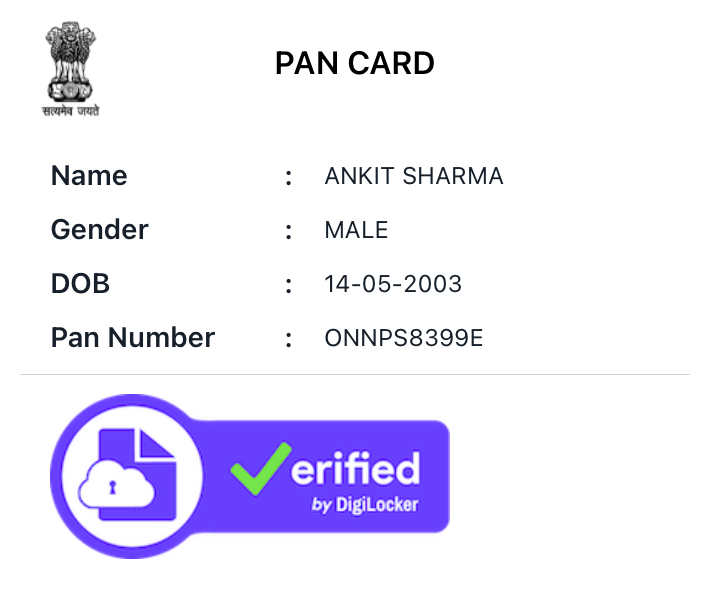 सत्यमेव जयते
PAN CARD
Name : ANKIT SHARMA
Gender : MALE
DOB : 14-05-2003
Pan Number : ONNPS8399E
erified
by DigiLocker